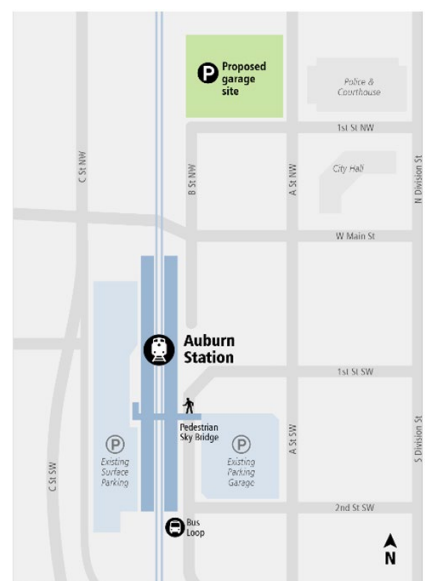 P
Proposed
garage
site
Police &
Courthouse
1st St NW
C St NW
B St NW
A St NW
City Hall
N Division St
W Main St
Auburn
Station
1st St SW
Pedestrian
Sky Bridge
P
Existing
Surface
Parking
P
Existing
Parking
Garage
C St SW
A St SW
S Division St
2nd St SW
Bus
Loop
N